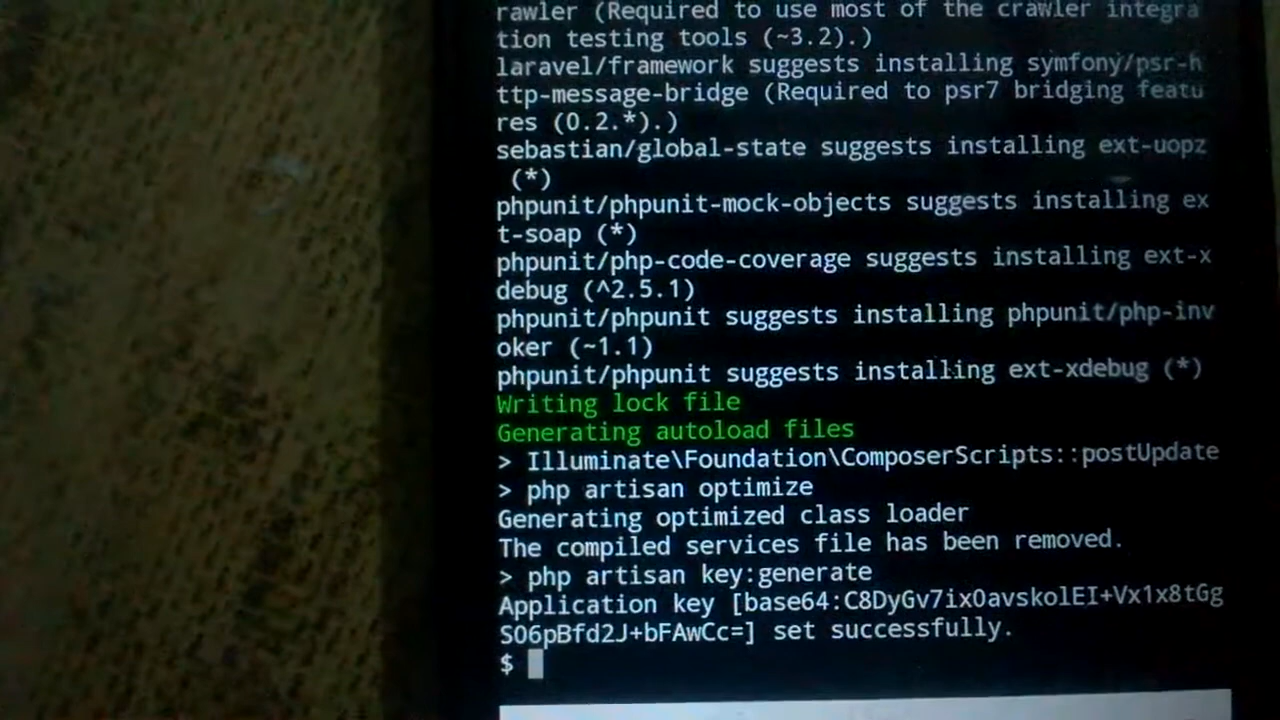 rawler (Required to use most of the crawler integra
tion testing tools (~3.2).)
laravel/framework suggests installing symfony/psr-h
ttp-message-bridge (Required to psr7 bridging featu
res (0.2.*).)
sebastian/global-state suggests installing ext-uopz
(*)
phpunit/phpunit-mock-objects suggests installing ex
t-soap (*)
phpunit/php-code-coverage suggests installing ext-x
debug (^2.5.1)
phpunit/phpunit suggests installing phpunit/php-inv
oker (~1.1)
phpunit/phpunit suggests installing ext-xdebug (*)
Writing lock file
Generating autoload files
> Illuminate\Foundation\ComposerScripts::postUpdate
> php artisan optimize
Generating optimized class loader
The compiled services file has been removed.
> php artisan key:generate
Application key [base64:C8DyGv7ix0avskolEI+Vx1x8tGg
S06pBfd2J+bFAwCc=] set successfully.
$